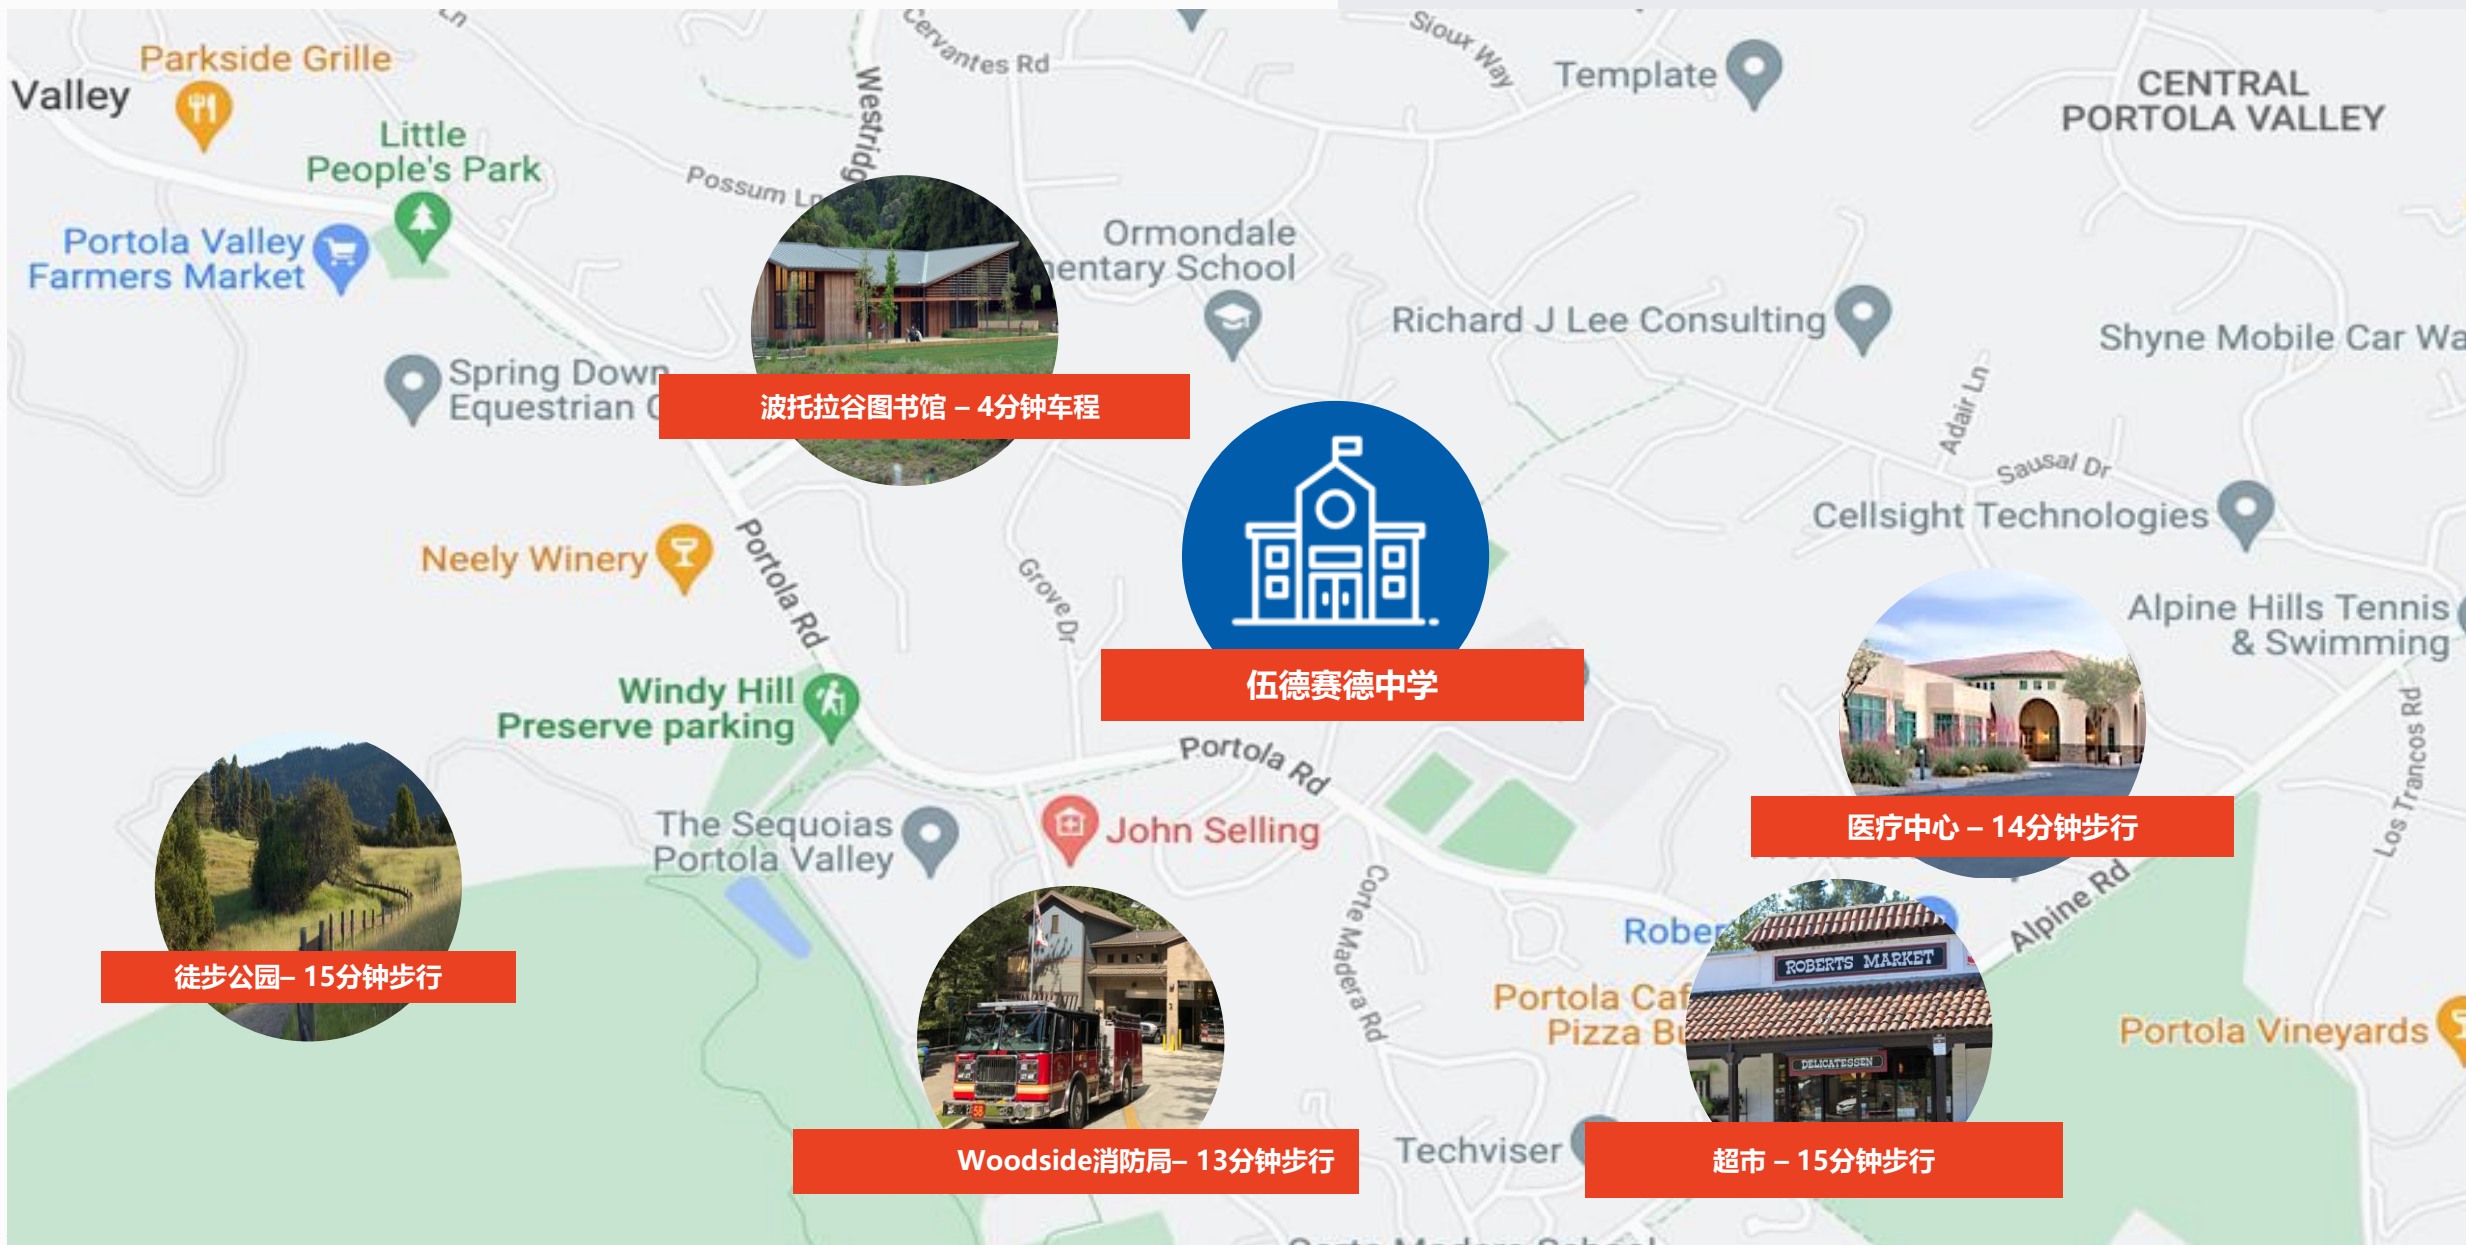 Cervantes Rd
Sioux Way
Parkside Grille
Valley
Template
CENTRAL
PORTOLA VALLEY
Little
People's Park
Westridg
Possum Ln
Portola Valley
Farmers Market
Ormondale
mentary School
Richard J Lee Consulting
Shyne Mobile Car Wa
Spring Down
Equestrian C
波托拉谷图书馆 – 4分钟车程
Adair Ln
Sausal Dr
Cellsight Technologies
Neely Winery
Portola Rd
Grove Dr
Alpine Hills Tennis
& Swimming
伍德赛德中学
Windy Hill
Preserve parking
Portola Rd
Los Trancos Rd
The Sequoias
Portola Valley
John Selling
医疗中心 – 14分钟步行
Corte Madera Rd
Alpine Rd
Rober
ROBERTS MARKET
徒步公园– 15分钟步行
Portola Caf
Pizza Bu
DELICATESSEN
Portola Vineyards
58
Techviser
Woodside消防局– 13分钟步行
超市 – 15分钟步行